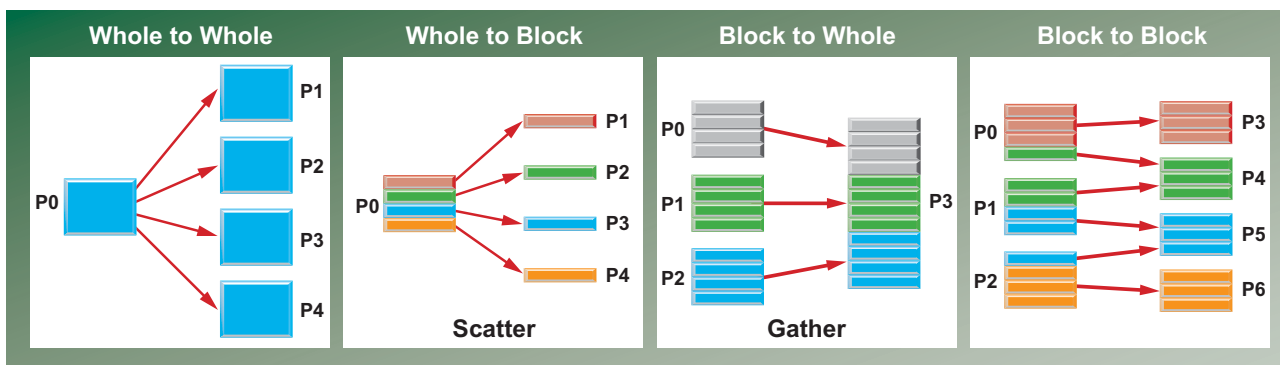 Whole to Whole
P0
P1
P2
P3
P4
Whole to Block
P0
P1
P2
P3
P4
Scatter
Block to Whole
P0
P1
P2
P3
Gather
Block to Block
P0
P1
P2
P3
P4
P5
P6